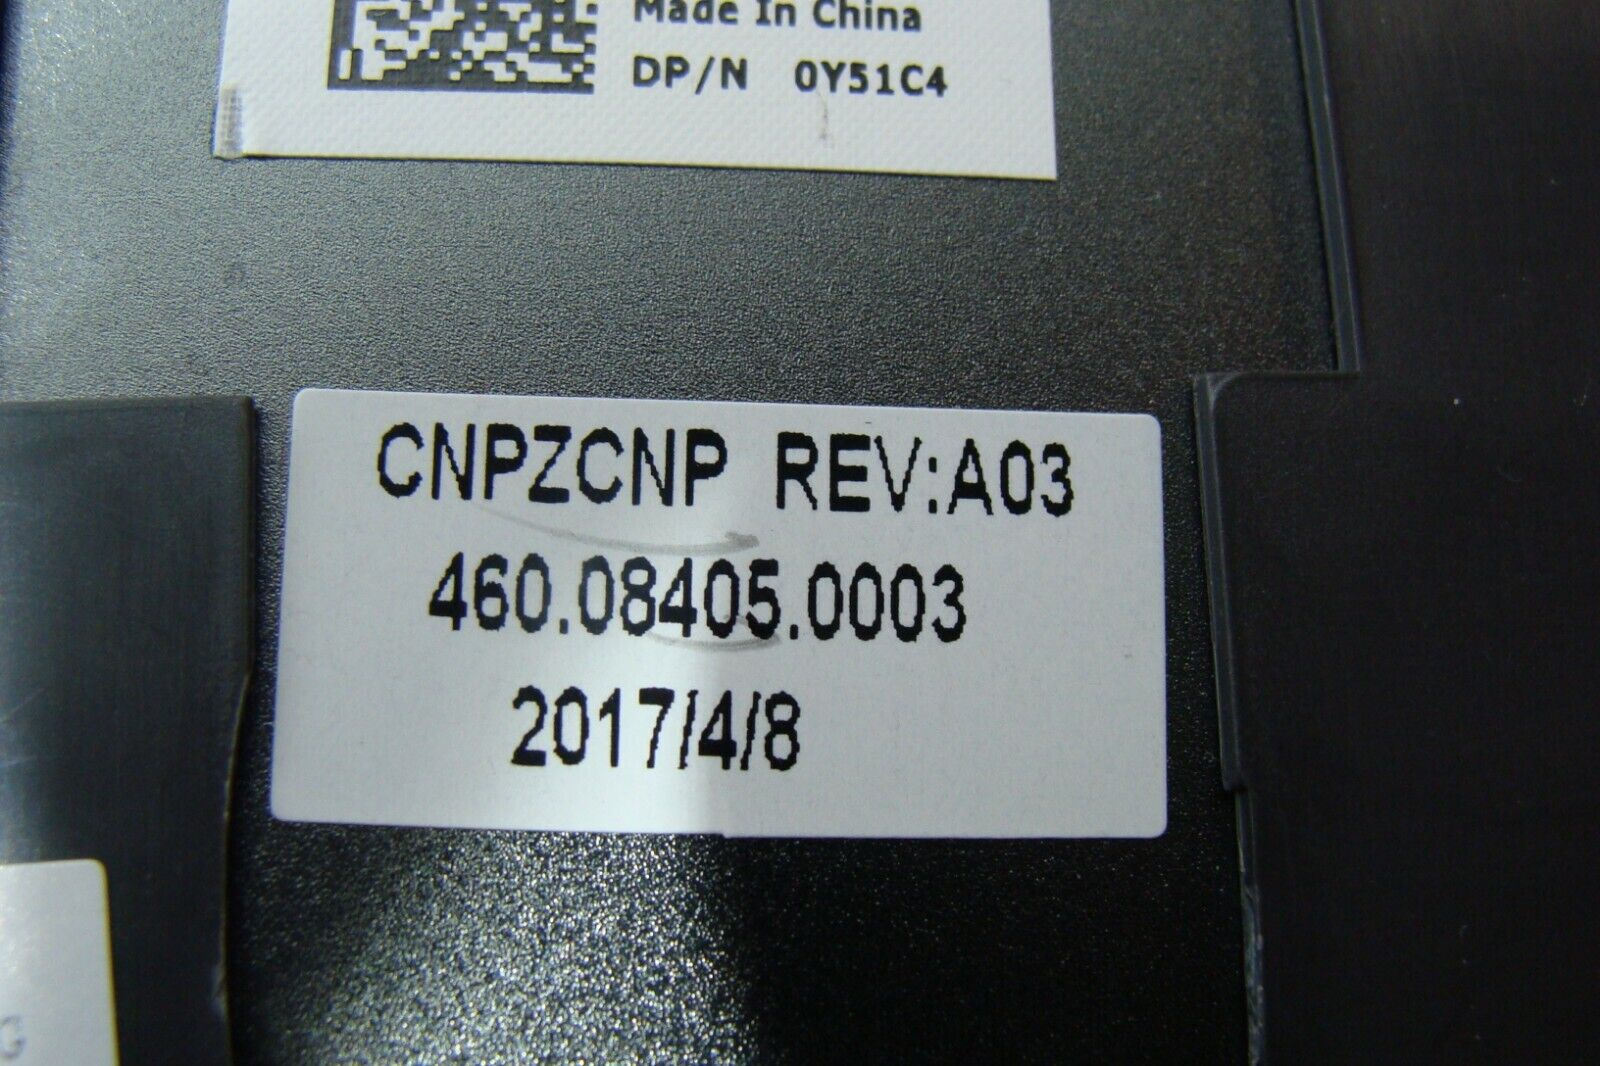 Made In China
DP/N 0Y51C4
CNPZCNP REV:A03
460.08405.0003
2017/4/8
G